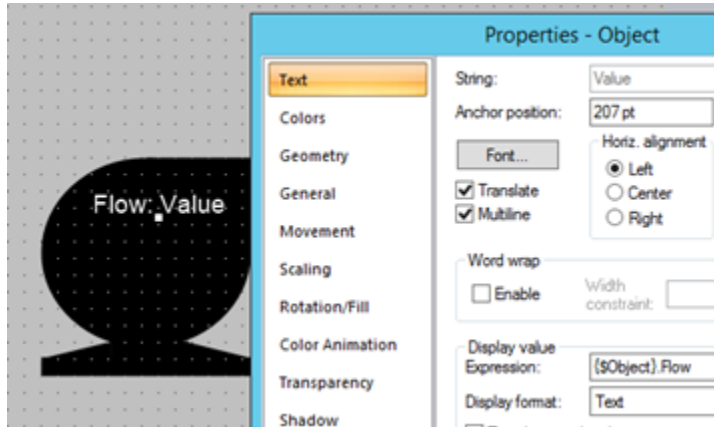 Properties - Object
Text
Colors
Geometry
General
Movement
Scaling
Rotation/Fill
Color Animation
Transparency
Shadow
String:
Value
Anchor position:
207 pt
Font...
Horiz. alignment
Left
Center
Right
Translate
Multiline
Word wrap
Enable
Width
constraint:
Display value
Expression:
{$Object}.Flow
Display format:
Text
Flow: Value